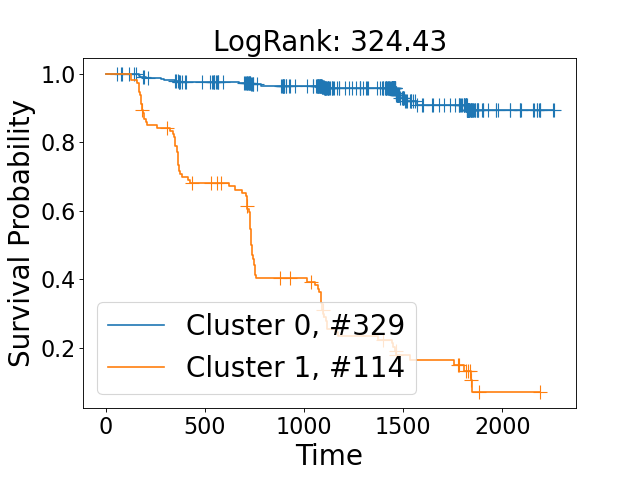 LogRank: 324.43
Survival Probability
1.0
0.8
0.6
0.4
0.2
Cluster 0, #329
Cluster 1, #114
0 500 1000 1500 2000
Time